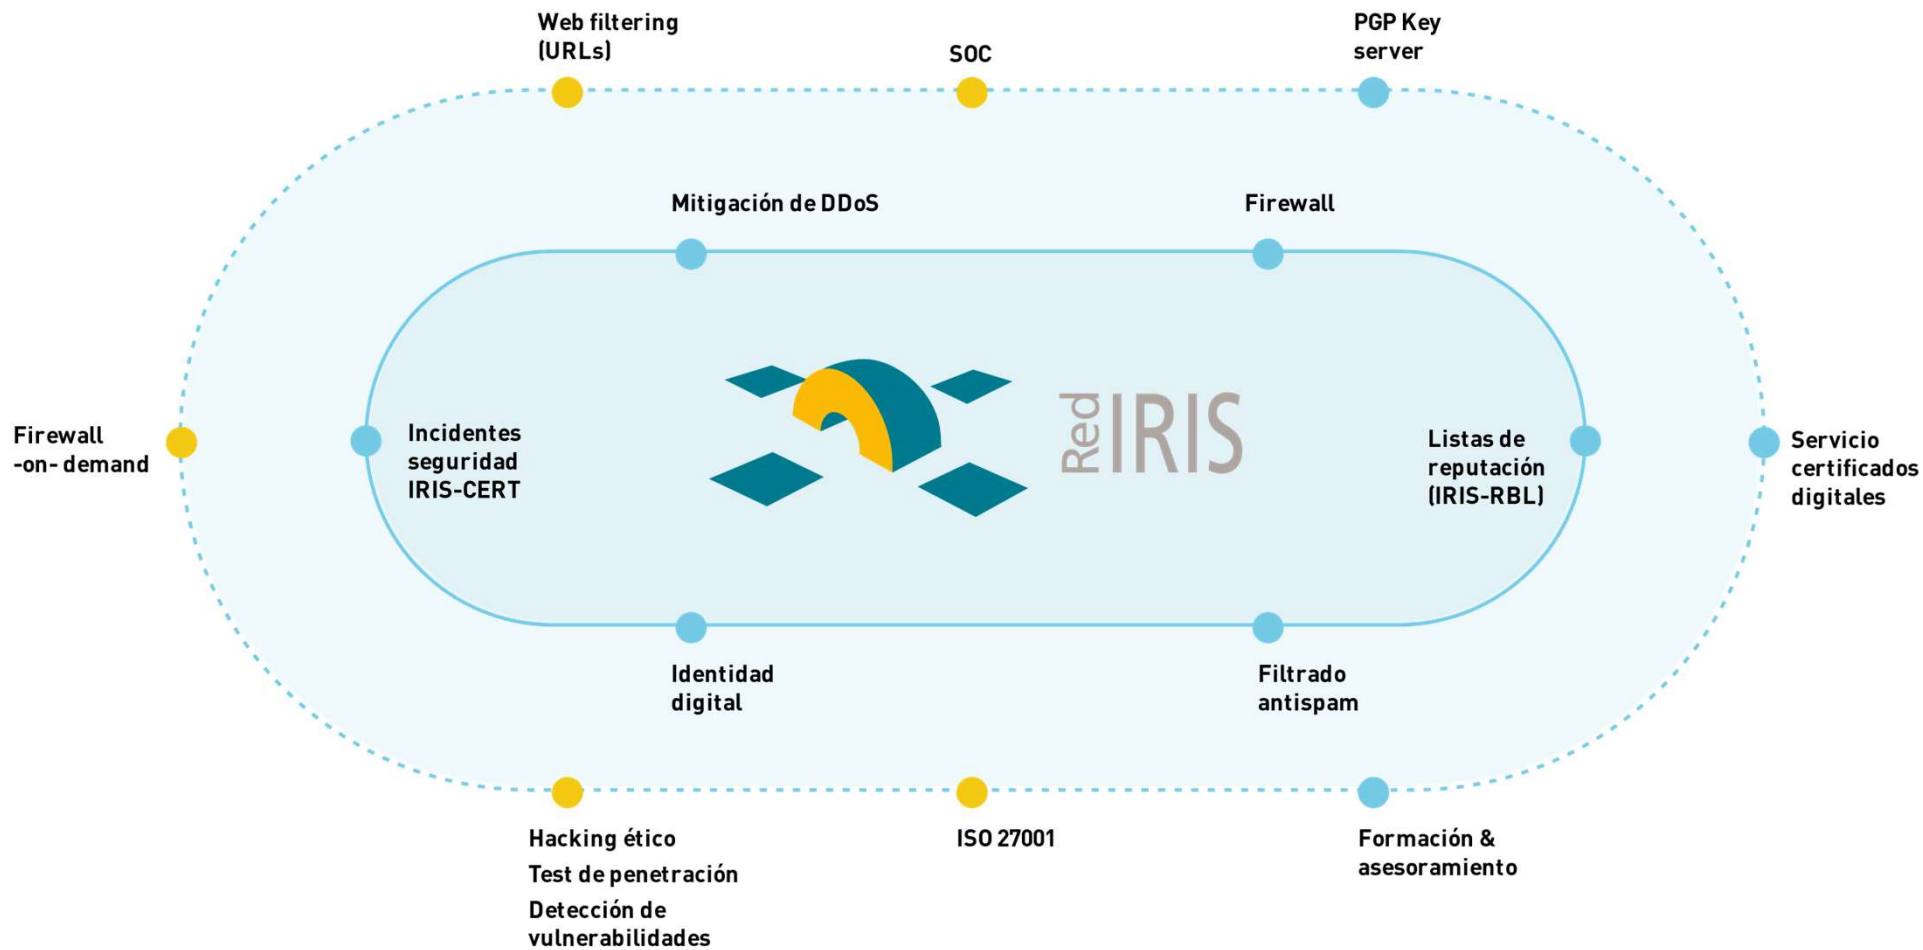 Web filtering
(URLs)
SOC
PGP Key
server
Mitigación de DDoS
Firewall
Firewall
-on- demand
Incidentes
seguridad
IRIS-CERT
Red IRIS
Listas de
reputación
(IRIS-RBL)
Servicio
certificados
digitales
Identidad
digital
Filtrado
antispam
Hacking ético
Test de penetración
Detección de
vulnerabilidades
ISO 27001
Formación &
asesoramiento